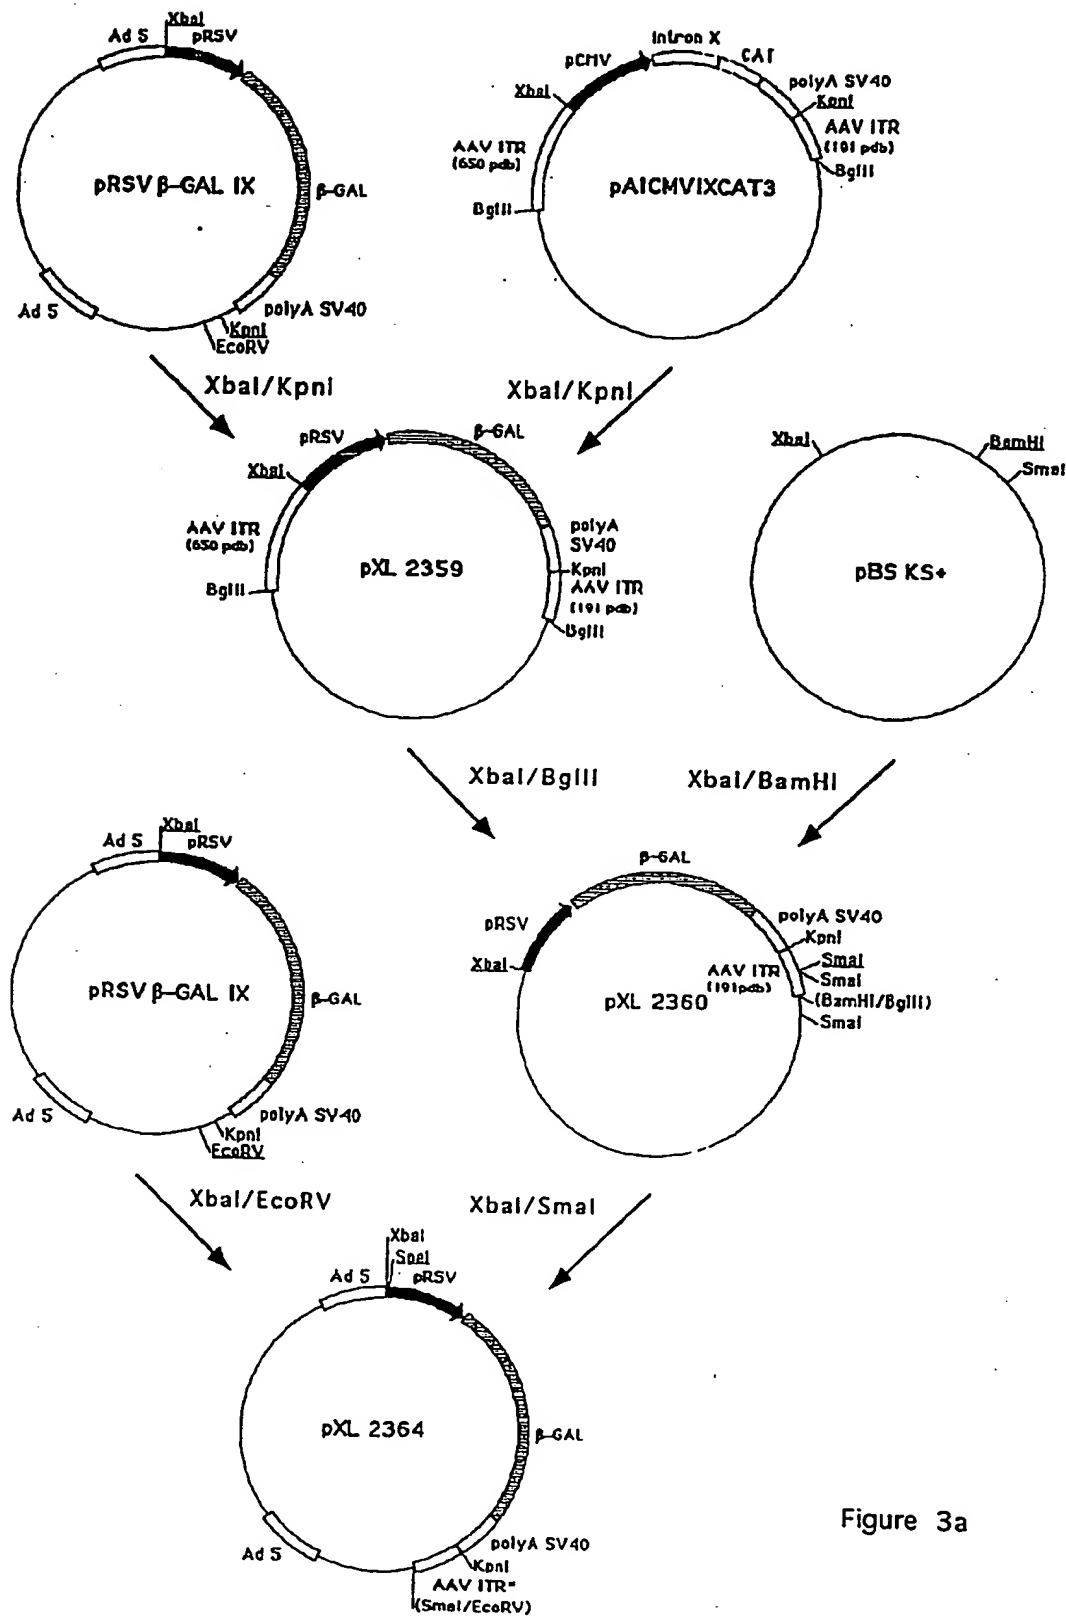 XbaI
Ad 5
pRSV
pRSV β-GAL IX
β-GAL
Ad 5
polyA SV40
KpnI
EcoRV
Intron X
CAT
pCMV
polyA SV40
XbaI
KpnI
AAV ITR
(650 pdb)
AAV ITR
(191 pdb)
BglII
pAICMVIXCAT3
BglII
XbaI/KpnI
XbaI/KpnI
pRSV
β-GAL
XbaI
AAV ITR
(650 pdb)
polyA
SV40
pXL 2359
KpnI
BglII
AAV ITR
(191 pdb)
BglII
XbaI
BamHI
SmaI
pBS KS+
XbaI/BglII
XbaI/BamHI
XbaI
Ad 5
pRSV
pRSV β-GAL IX
β-GAL
Ad 5
polyA SV40
KpnI
EcoRV
β-GAL
pRSV
polyA SV40
KpnI
XbaI
AAV ITR
(191pdb)
SmaI
SmaI
pXL 2360
(BamHI/BglII)
SmaI
XbaI/EcoRV
XbaI/SmaI
XbaI
SpeI
Ad 5
pRSV
pXL 2364
β-GAL
Ad 5
polyA SV40
KpnI
AAV ITR*
(SmaI/EcoRV)
Figure 3a